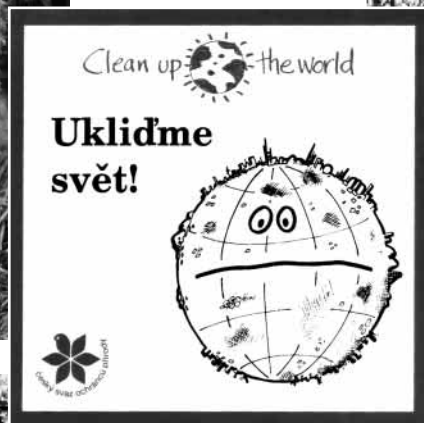 Clean up the world
Ukliďme
svět!
český svaz ochránců přírody